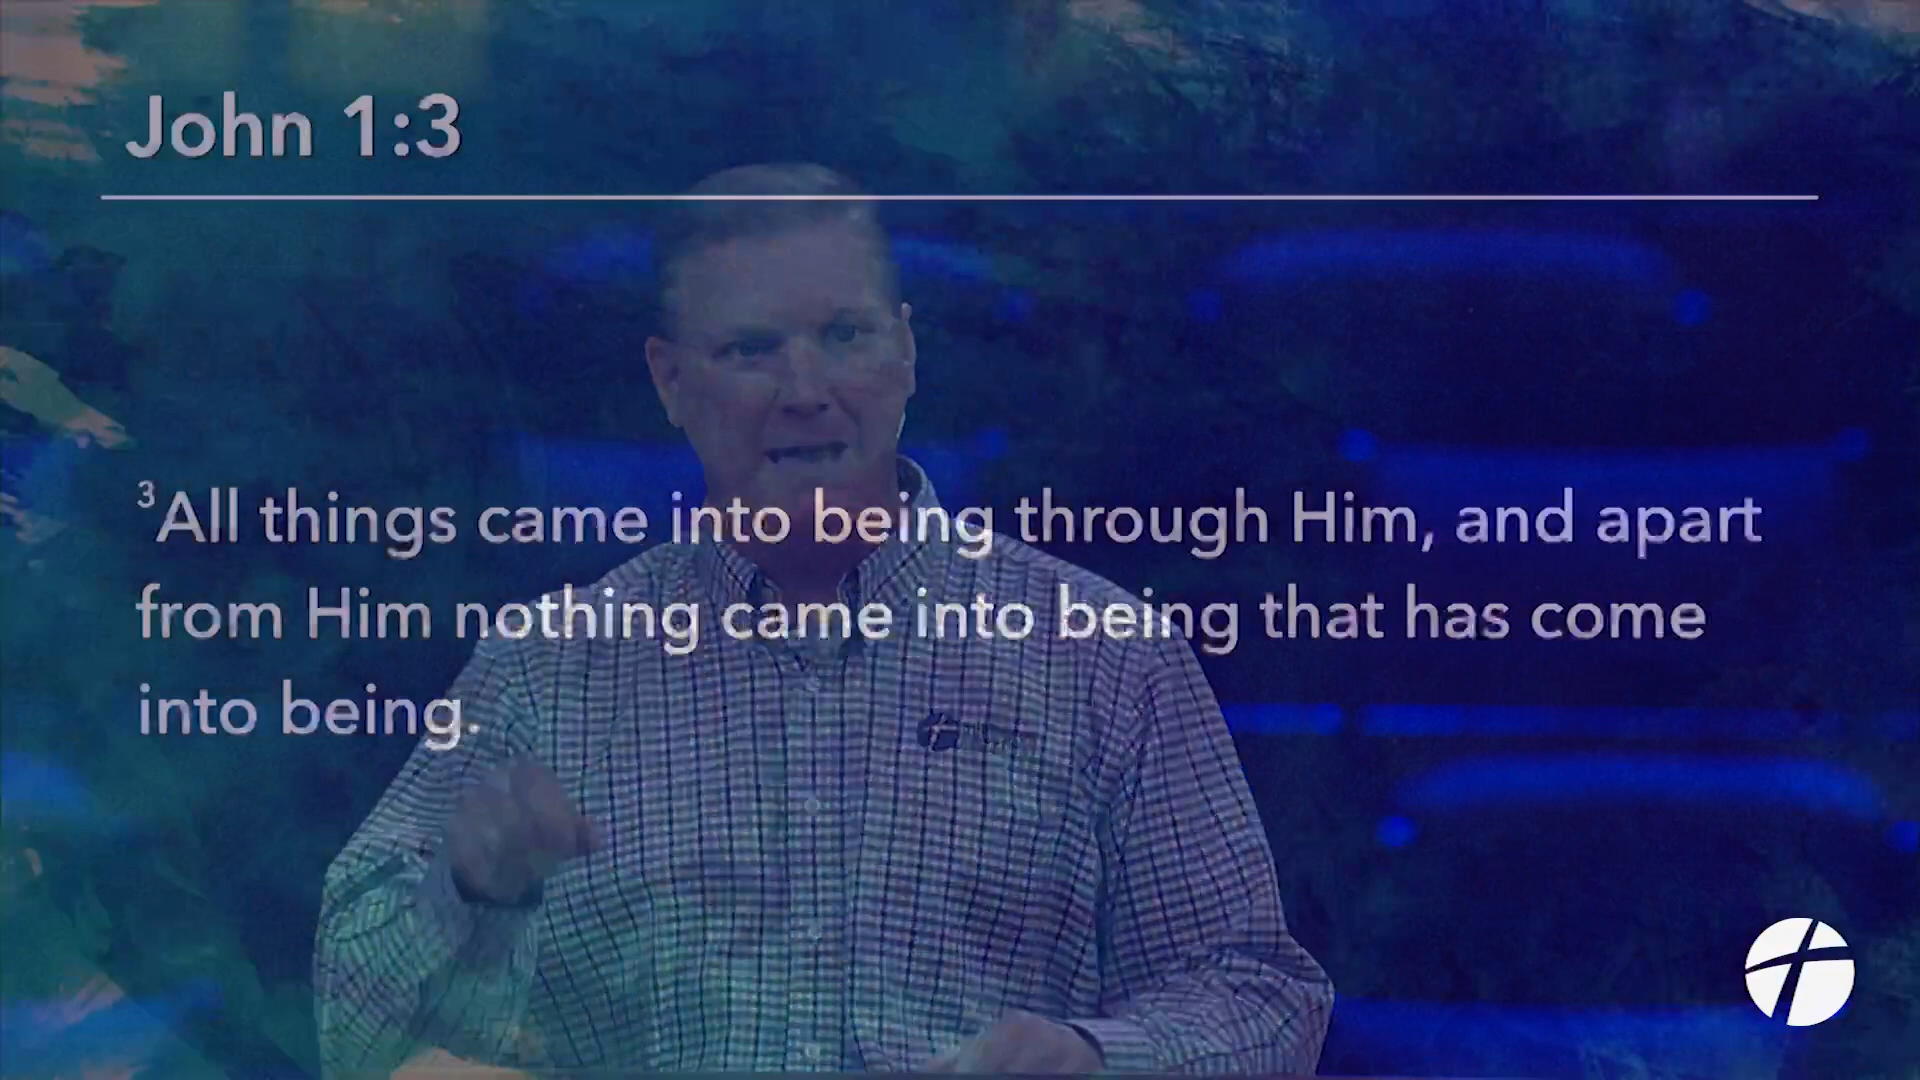 John 1:3
³All things came into being through Him, and apart
from Him nothing came into being that has come
into being.